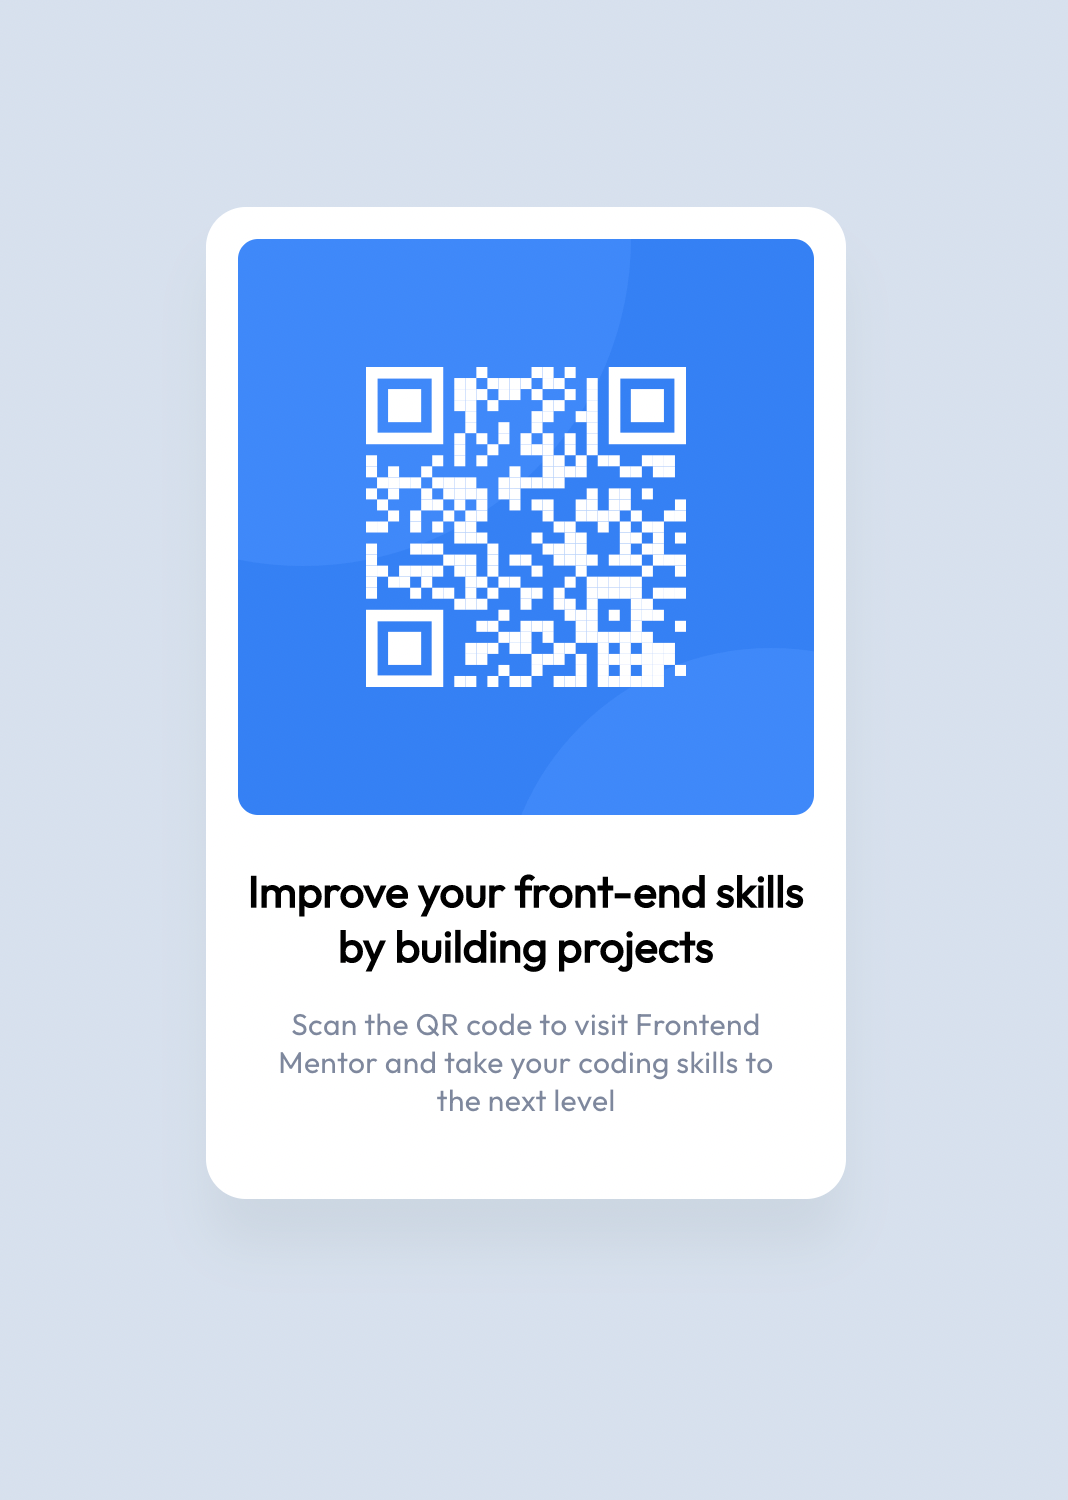 Improve your front-end skills
by building projects
Scan the QR code to visit Frontend
Mentor and take your coding skills to
the next level